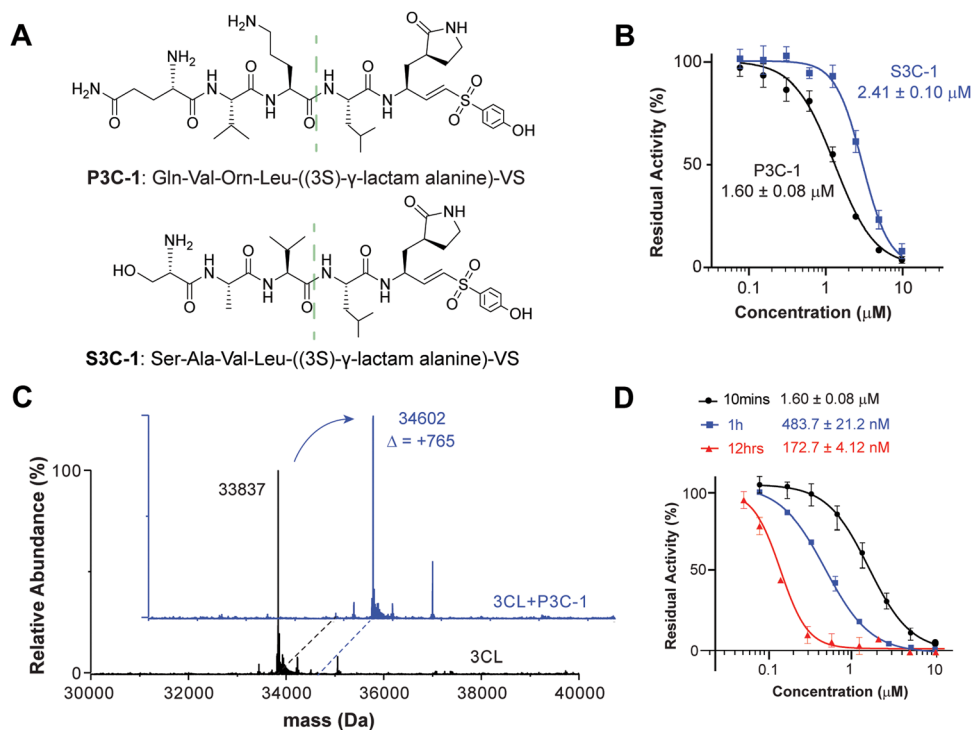 A
O
NH
H2N
NH2
O
H
N
O
N
H
O
H
N
O
N
H
O
S
O
OH
P3C-1: Gln-Val-Orn-Leu-((3S)-γ-lactam alanine)-VS
O
NH
NH2
HO
O
H
N
O
N
H
O
H
N
O
N
H
O
S
O
OH
S3C-1: Ser-Ala-Val-Leu-((3S)-γ-lactam alanine)-VS
B
Residual Activity (%)
100
50
0
S3C-1
2.41 ± 0.10 μM
P3C-1
1.60 ± 0.08 μM
0.1
1
10
Concentration (μM)
C
Relative Abundance (%)
100
50
0
34602
Δ = +765
33837
3CL+P3C-1
3CL
30000
32000
34000
36000
38000
40000
mass (Da)
D
10mins 1.60 ± 0.08 μM
1h 483.7 ± 21.2 nM
12hrs 172.7 ± 4.12 nM
Residual Activity (%)
100
50
0
0.1
1
10
Concentration (μM)